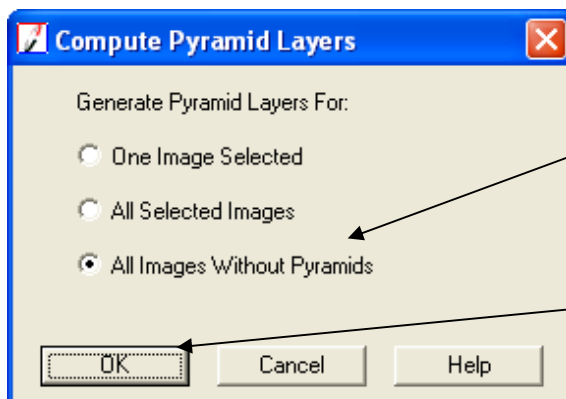 Compute Pyramid Layers
Generate Pyramid Layers For:
One Image Selected
All Selected Images
All Images Without Pyramids
OK Cancel Help